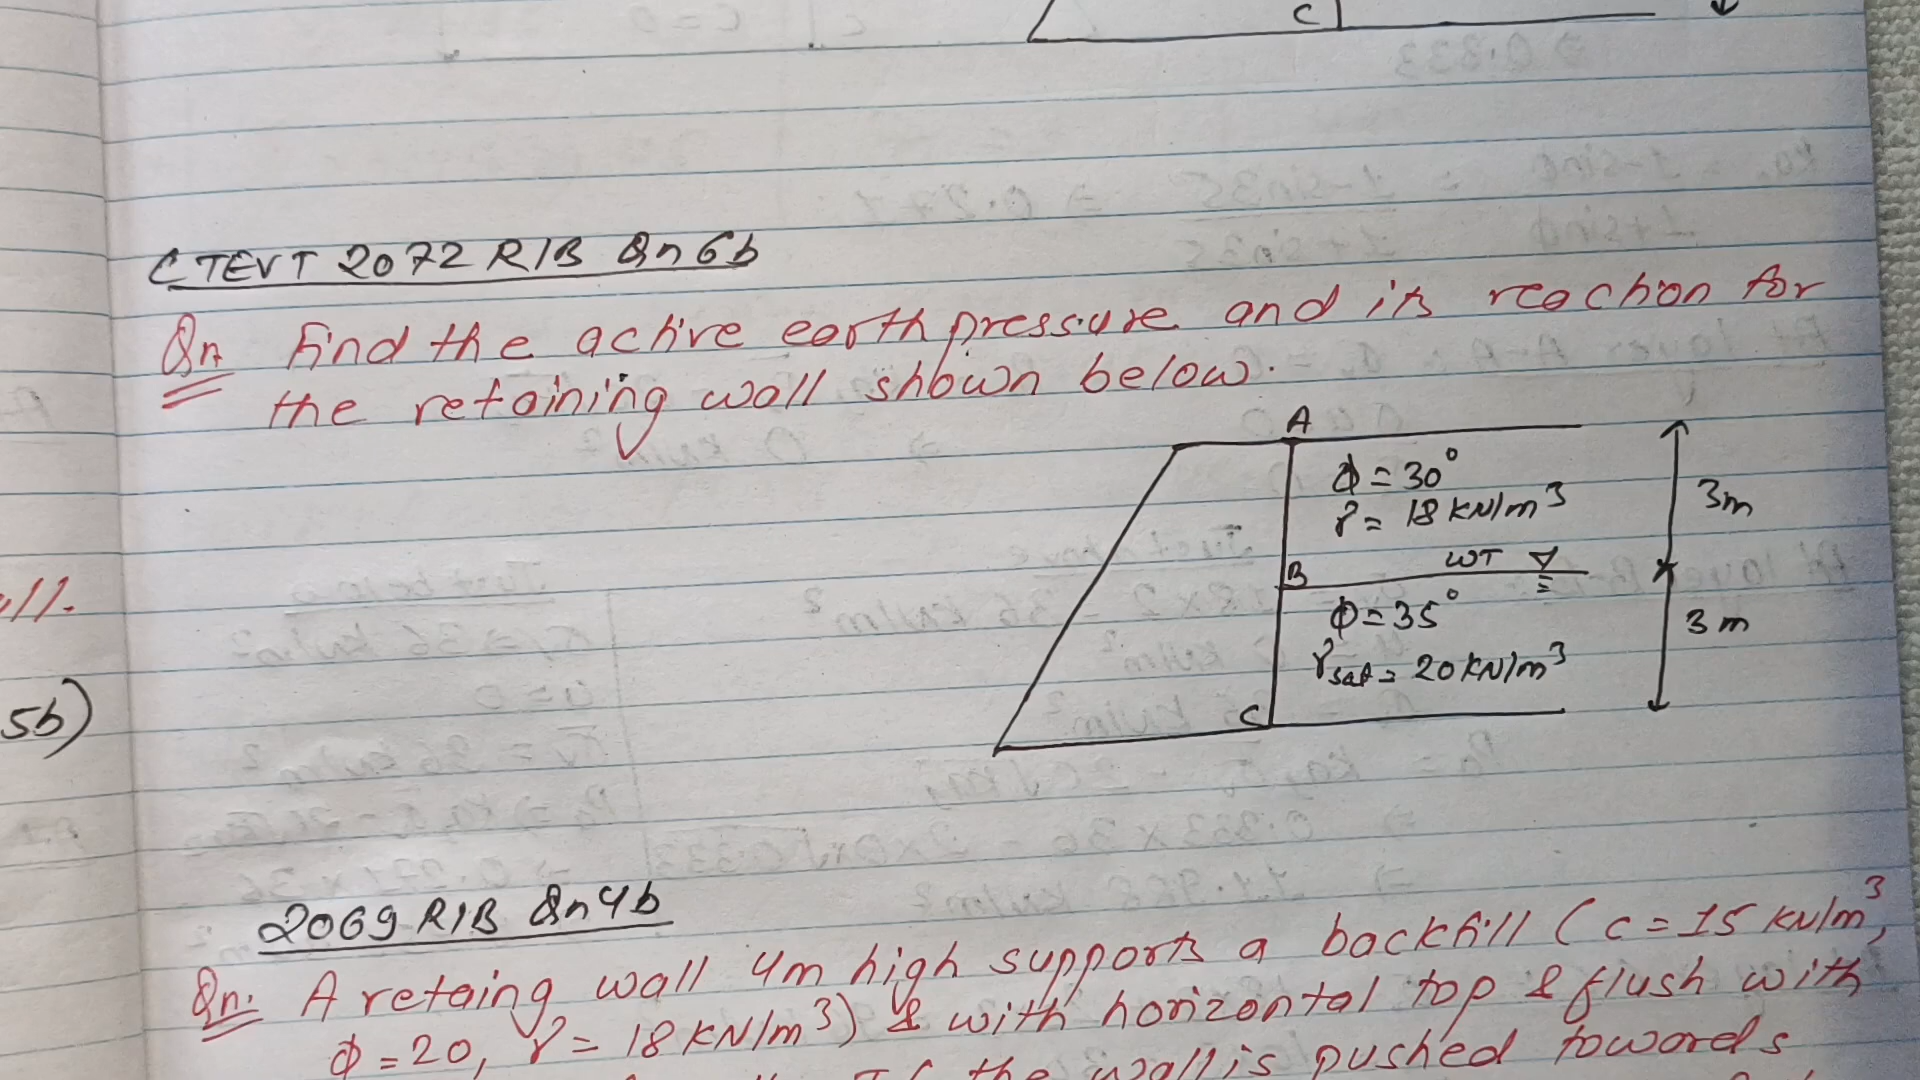 C
CTEVT 2072 R/B Qn 6b
Qn Find the active earth pressure and its reaction for
the retaining wall shown below.
A
ϕ = 30°
γ = 18 kN/m³
3m
WT
B
ϕ = 35°
γsat = 20 kN/m³
3 m
C
ll.
5b)
2069 R/B Qn 4b
Qn: A retaing wall 4m high supports a backfill ( c = 15 kN/m³,
ϕ = 20, γ = 18 kN/m³) & with horizontal top & flush with
the wall is pushed towards